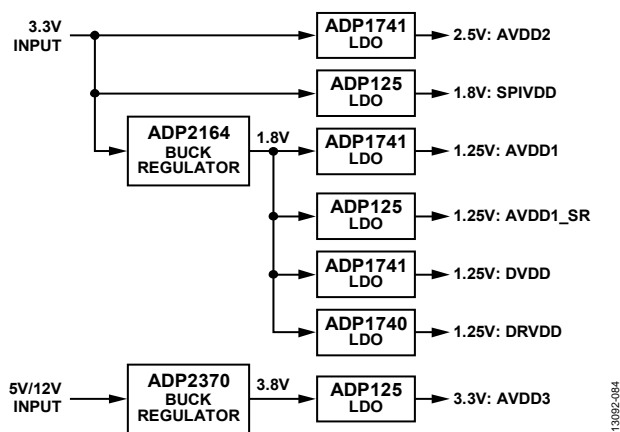 3.3V
INPUT
ADP1741
LDO
2.5V: AVDD2
ADP125
LDO
1.8V: SPIVDD
ADP2164
BUCK
REGULATOR
1.8V
ADP1741
LDO
1.25V: AVDD1
ADP125
LDO
1.25V: AVDD1_SR
ADP1741
LDO
1.25V: DVDD
ADP1740
LDO
1.25V: DRVDD
5V/12V
INPUT
ADP2370
BUCK
REGULATOR
3.8V
ADP125
LDO
3.3V: AVDD3
13092-084